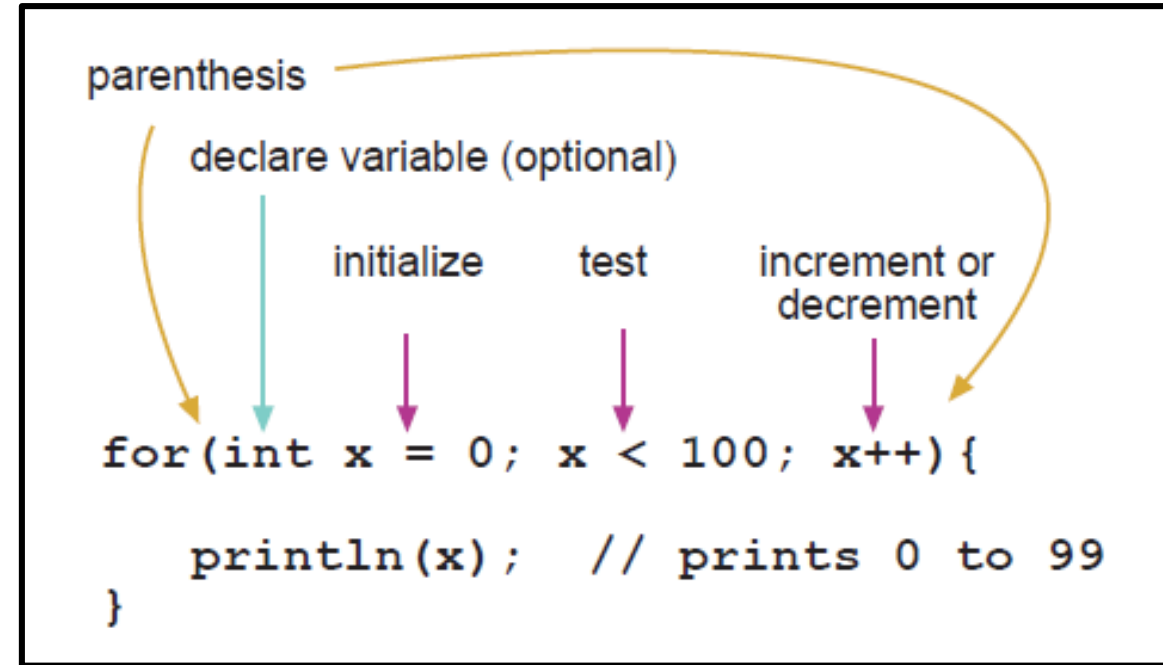 parenthesis
declare variable (optional)
initialize test increment or
decrement
for(int x = 0; x < 100; x++){
println(x); // prints 0 to 99
}